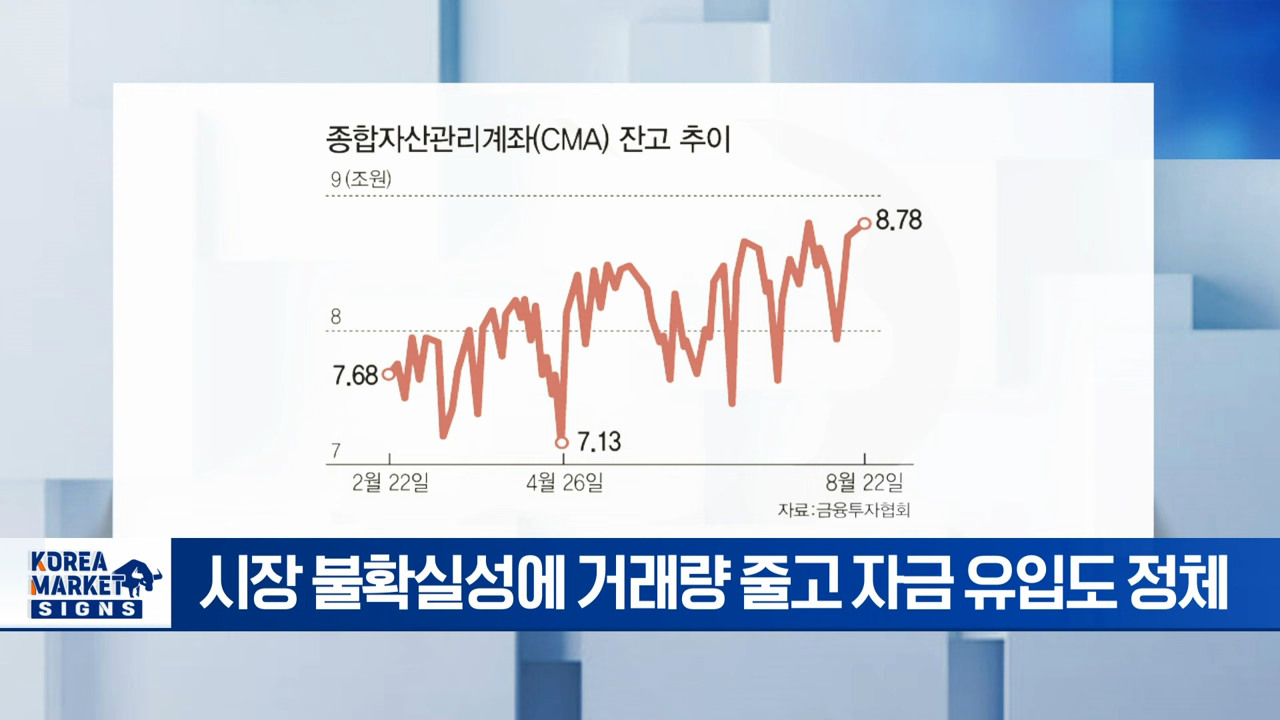 종합자산관리계좌(CMA) 잔고 추이
9(조원)
8.78
8
7.68
7.13
7
2월 22일 4월 26일 8월 22일
자료:금융투자협회
KOREA
MARKET
SIGNS
시장 불확실성에 거래량 줄고 자금 유입도 정체